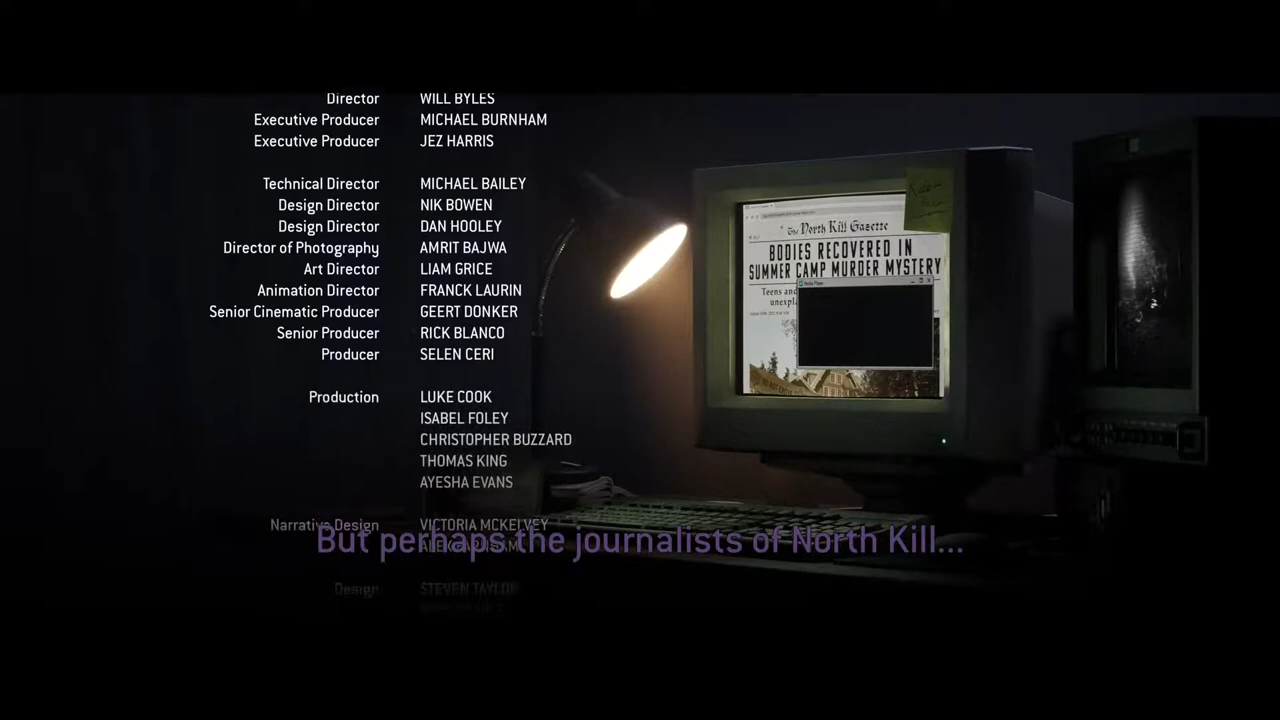 Director WILL BYLES
Executive Producer MICHAEL BURNHAM
Executive Producer JEZ HARRIS
Technical Director MICHAEL BAILEY
Design Director NIK BOWEN
Design Director DAN HOOLEY
Director of Photography AMRIT BAJWA
Art Director LIAM GRICE
Animation Director FRANCK LAURIN
Senior Cinematic Producer GEERT DONKER
Senior Producer RICK BLANCO
Producer SELEN CERI
Production LUKE COOK
ISABEL FOLEY
CHRISTOPHER BUZZARD
THOMAS KING
AYESHA EVANS
Narrative Design VICTORIA MCKELVEY
But perhaps the journalists of North Kill...
Design STEVEN TAYLOR
The North Kill Gazette
BODIES RECOVERED IN
SUMMER CAMP MURDER MYSTERY
Teens and
Media Player